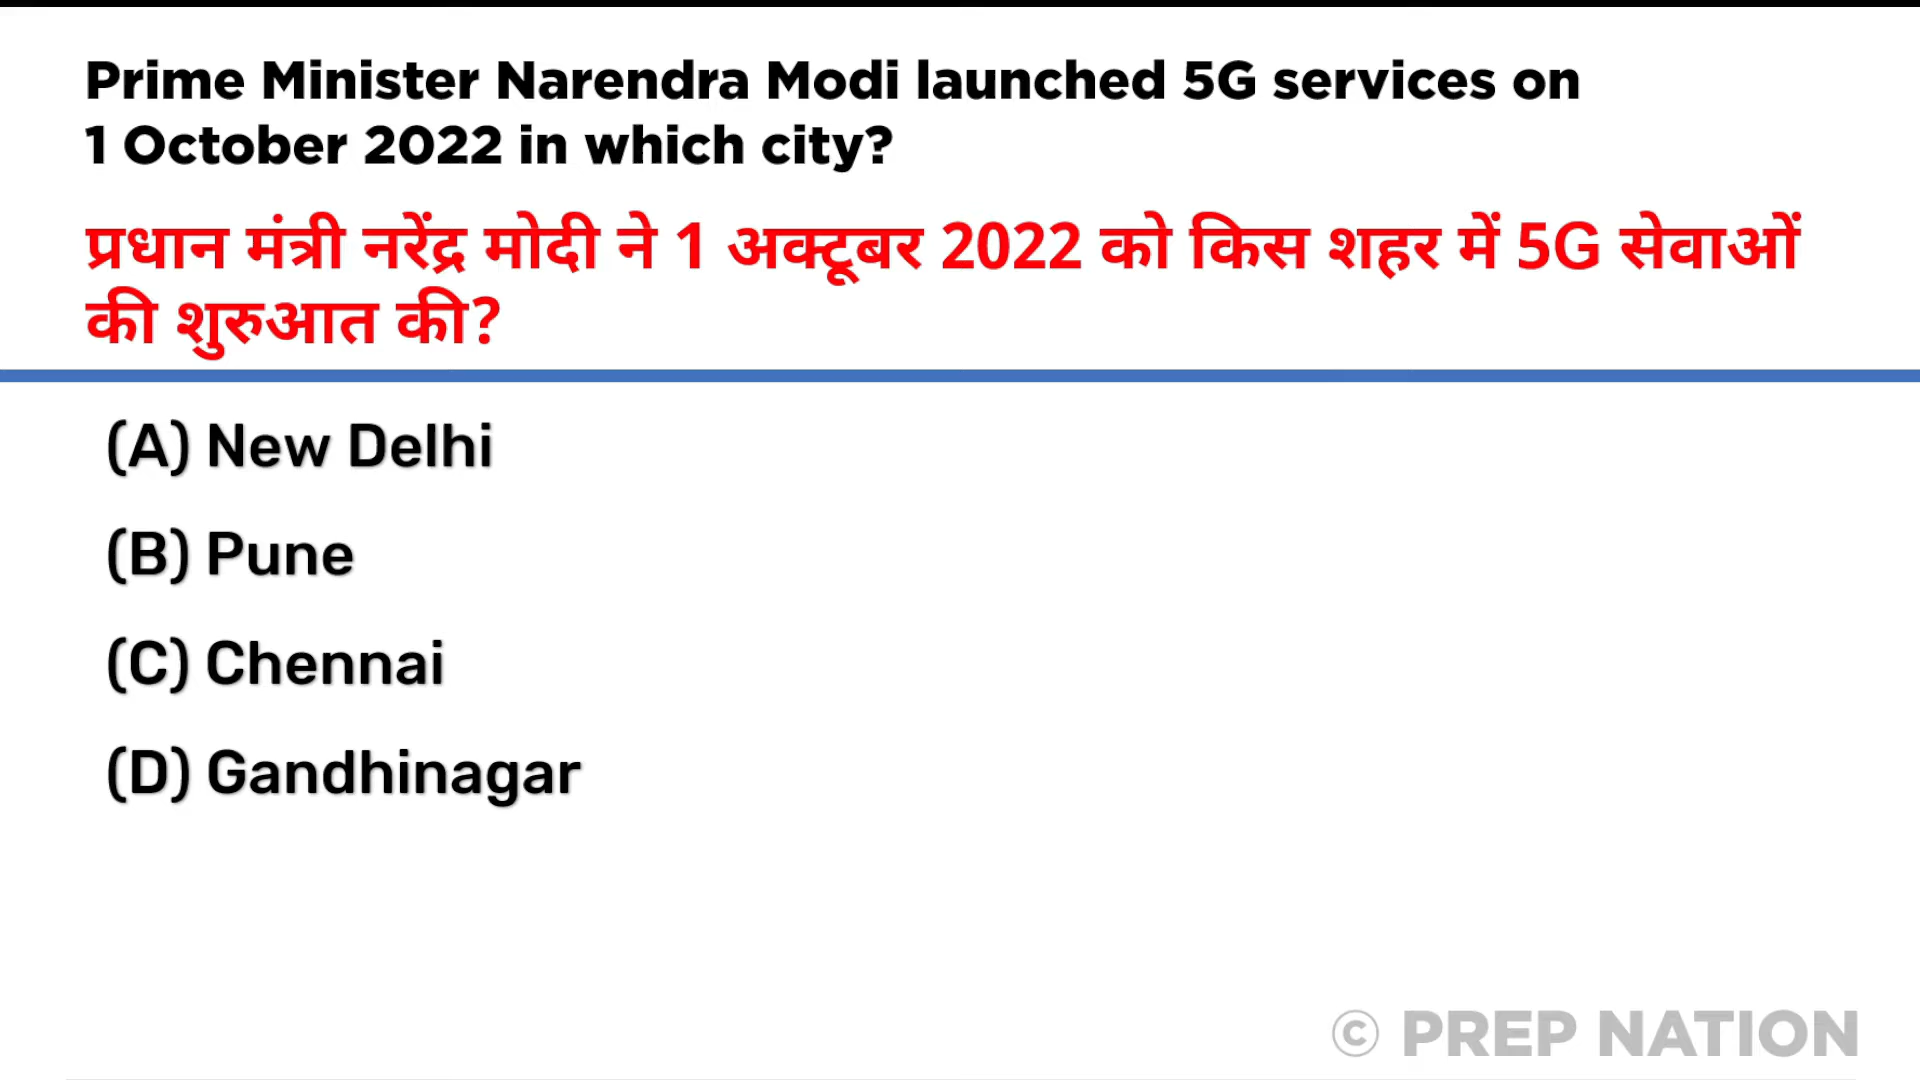 Prime Minister Narendra Modi launched 5G services on
1 October 2022 in which city?
प्रधान मंत्री नरेंद्र मोदी ने 1 अक्टूबर 2022 को किस शहर में 5G सेवाओं
की शुरुआत की?
(A) New Delhi
(B) Pune
(C) Chennai
(D) Gandhinagar
© PREP NATION